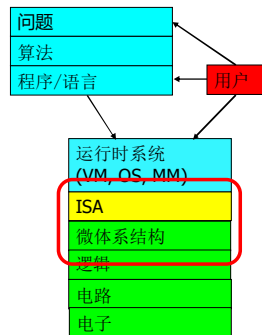 问题
算法
程序/语言
用户
运行时系统
(VM, OS, MM)
ISA
微体系结构
逻辑
电路
电子